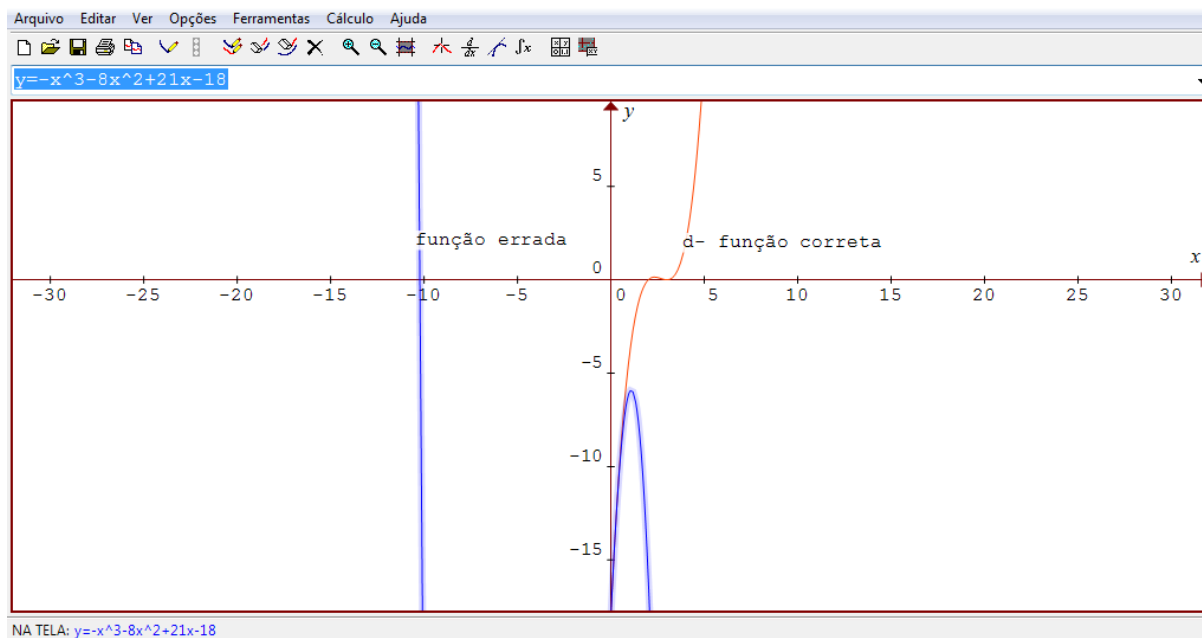 Arquivo Editar Ver Opções Ferramentas Cálculo Ajuda
y=-x^3-8x^2+21x-18
y
5
função errada
d- função correta
x
0
-30 -25 -20 -15 -10 -5 0 5 10 15 20 25 30
-5
-10
-15
NA TELA: y=-x^3-8x^2+21x-18